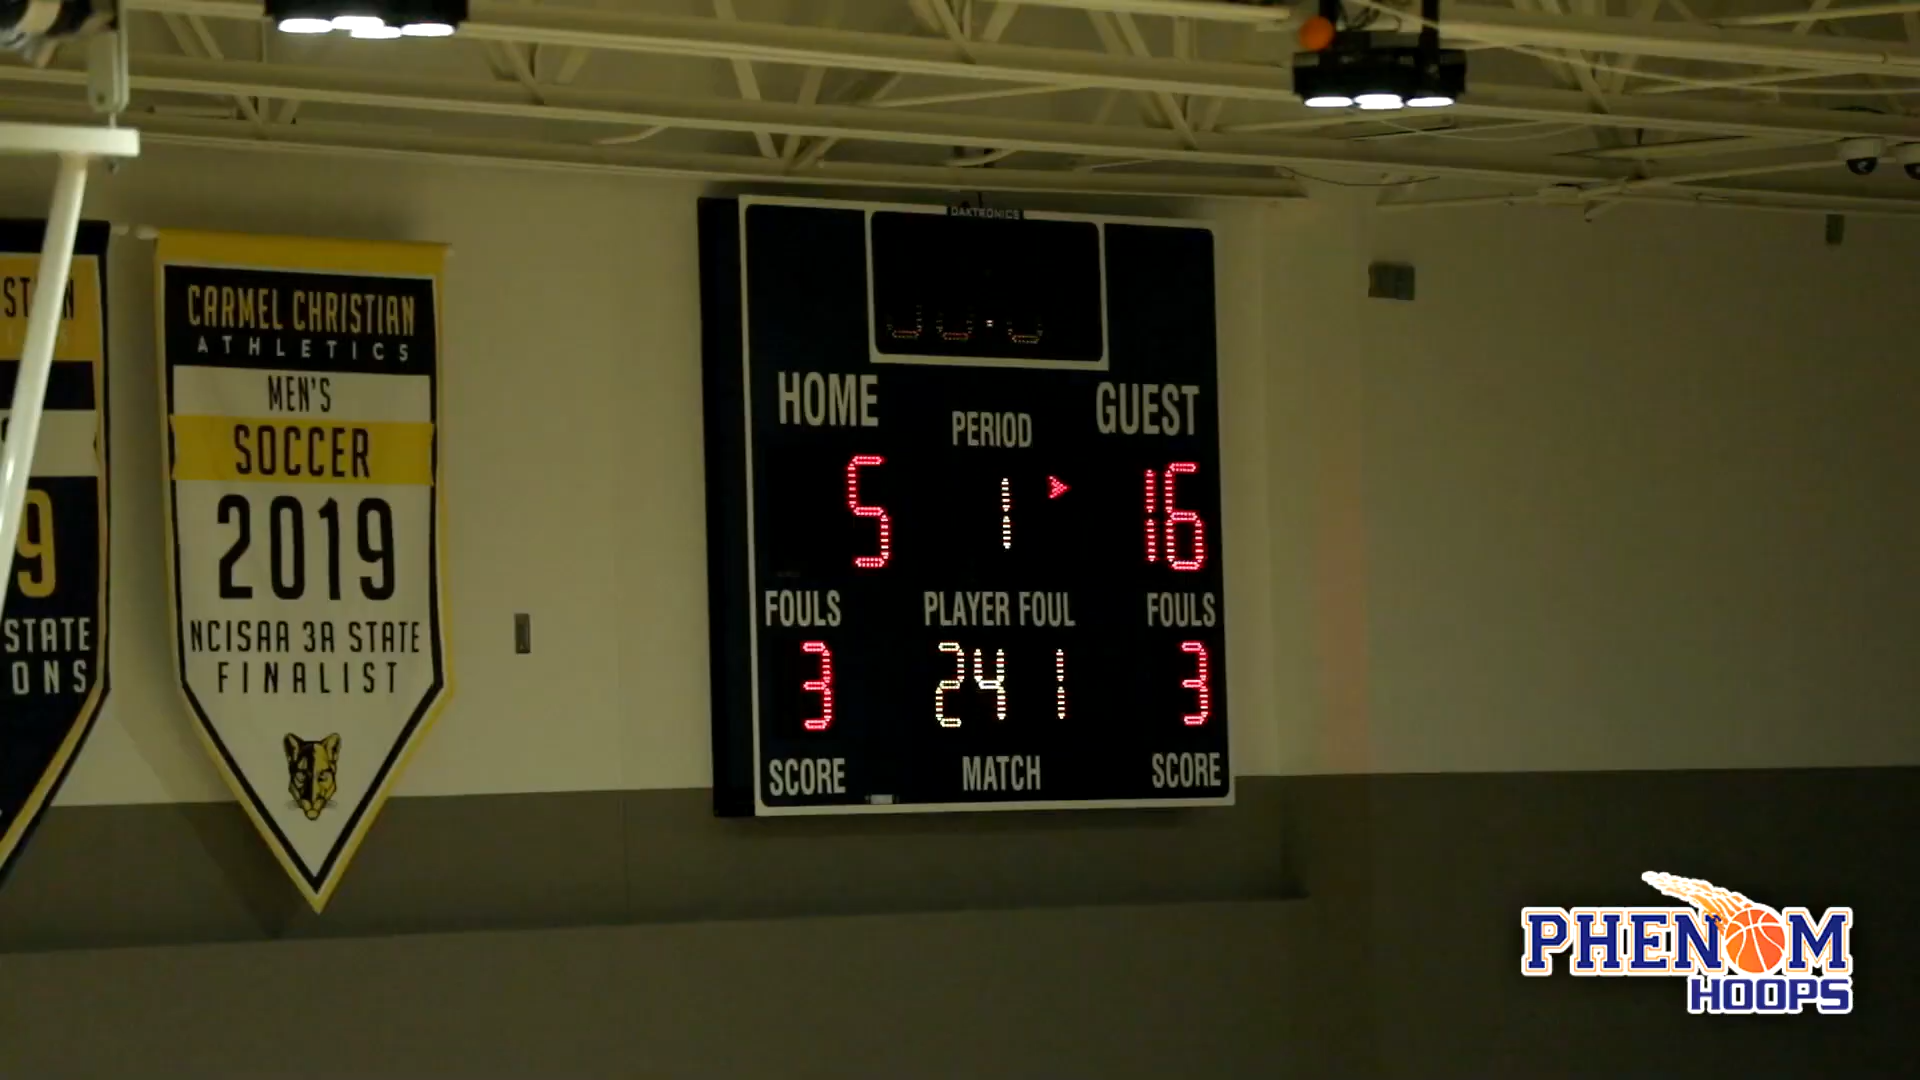 ST N
9
STATE
ONS
CARMEL CHRISTIAN
ATHLETICS
MEN'S
SOCCER
2019
NCISAA 3A STATE
FINALIST
DAKTRONICS
HOME
PERIOD
GUEST
5 1 16
FOULS PLAYER FOUL FOULS
3 24 1 3
SCORE MATCH SCORE
PHENOM
HOOPS